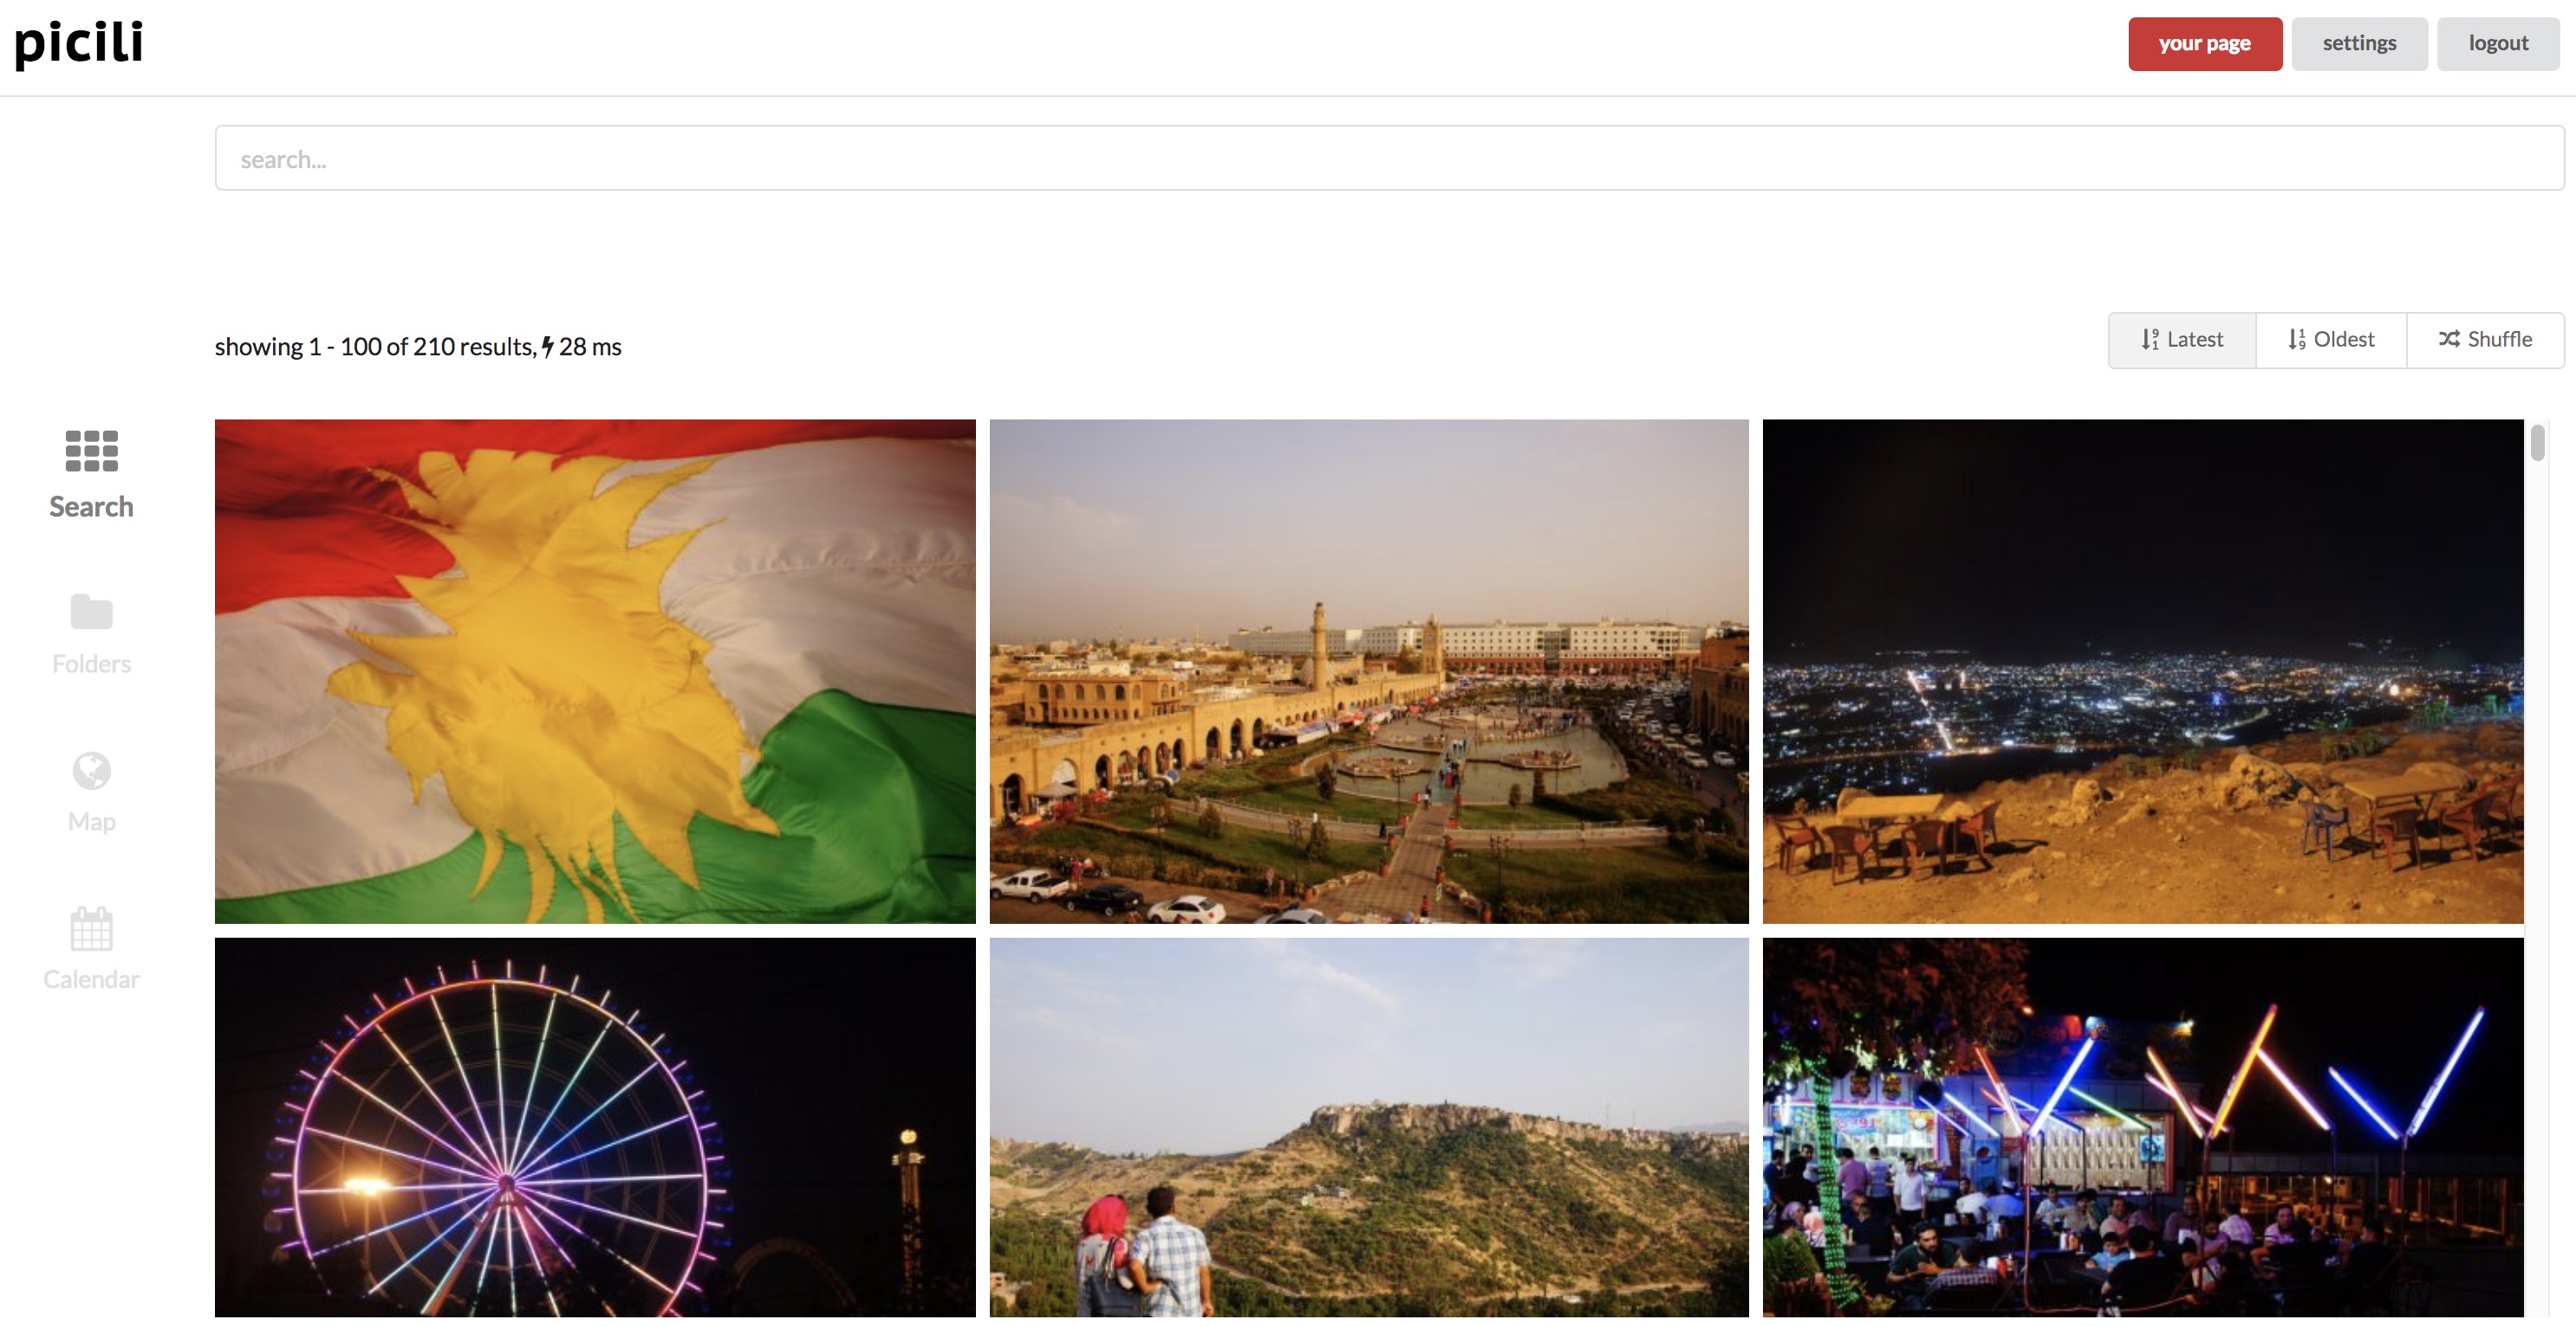 picili
your page
settings
logout
search...
showing 1 - 100 of 210 results, 28 ms
Latest
Oldest
Shuffle
Search
Folders
Map
Calendar